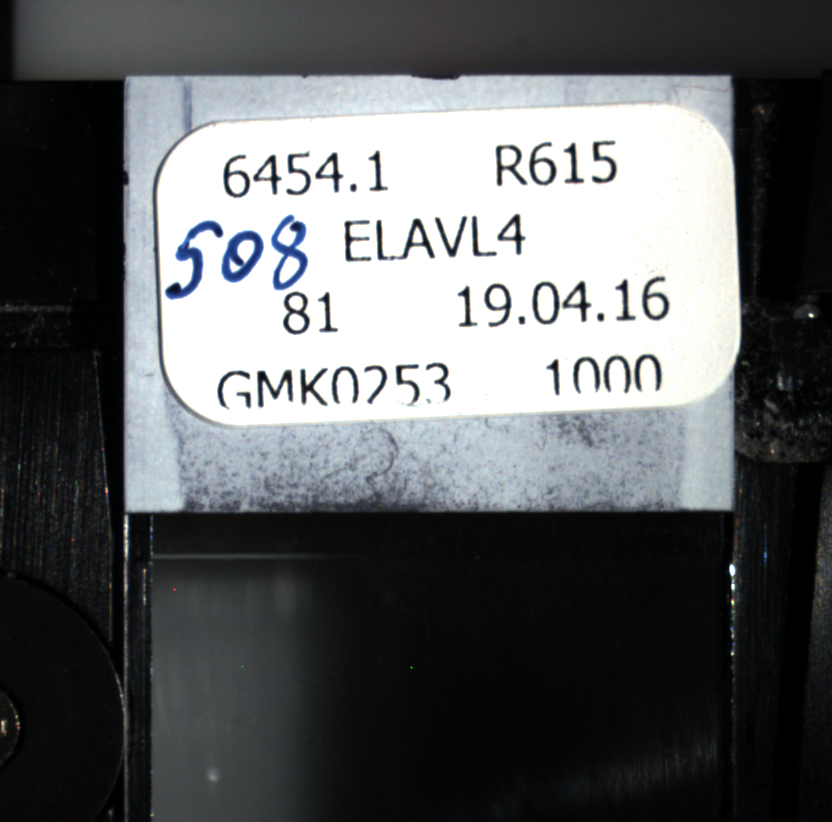 6454.1 R615
508 ELAVL4
81 19.04.16
GMK0253 1000